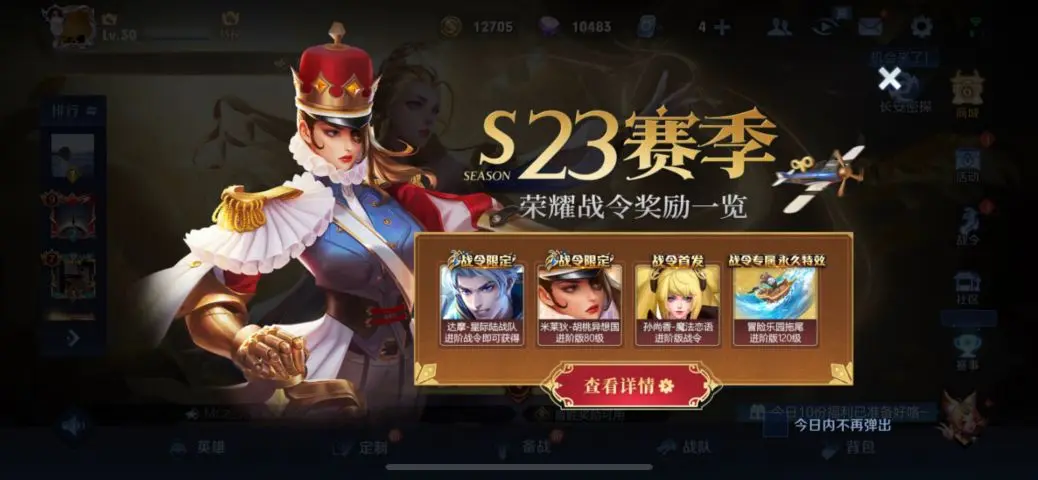 Lv.30
12705
10483
4
排行
S23赛季
SEASON
荣耀战令奖励一览
商城
活动
战令
社区
赛事
战令限定
达摩-星际陆战队
进阶战令即可获得
战令限定
米莱狄-胡桃异想国
进阶版80级
战令首发
孙尚香-魔法恋语
进阶版战令
战令专属 永久特效
冒险乐园拖尾
进阶版120级
查看详情
今日10份福利已准备好咯~
今日内不再弹出
英雄
定制
备战
战队
背包